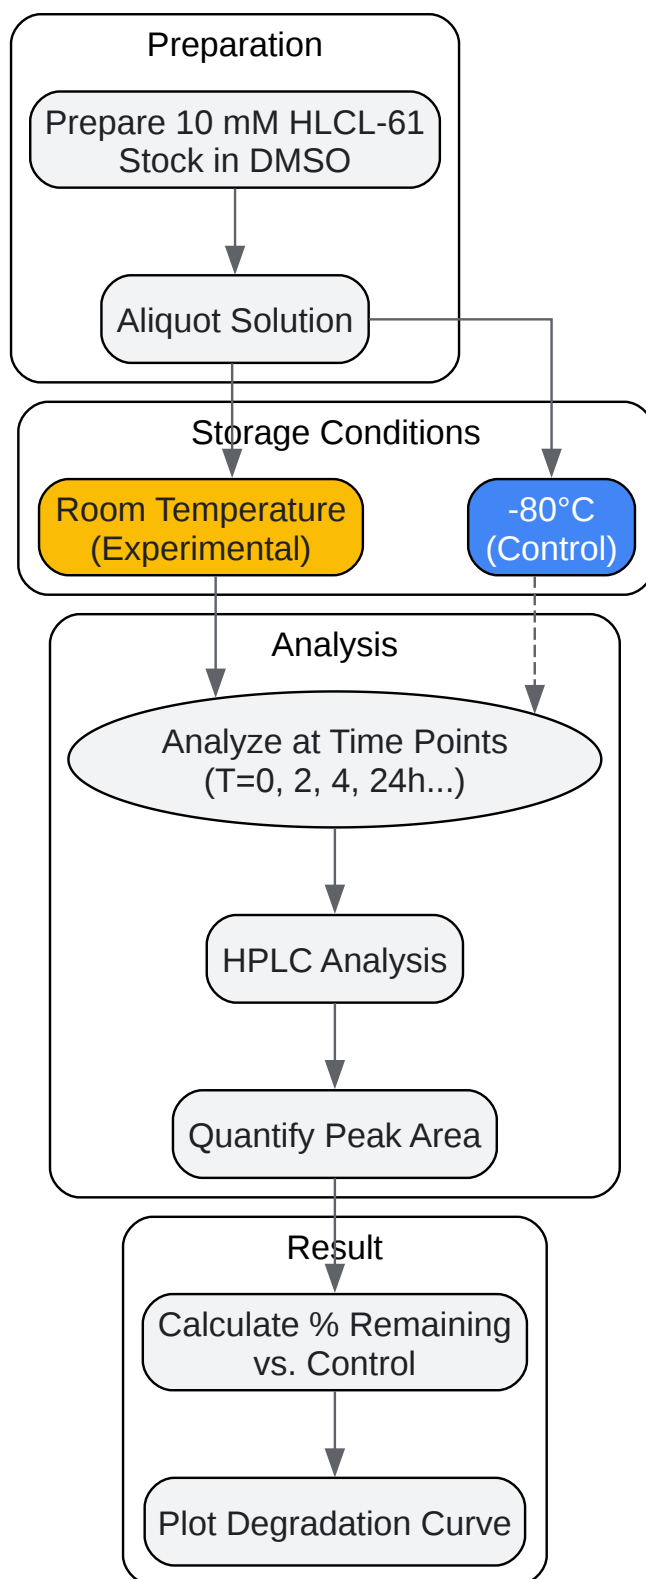 Preparation
Prepare 10 mM HLCL-61
Stock in DMSO
Aliquot Solution
Storage Conditions
Room Temperature
(Experimental)
-80°C
(Control)
Analysis
Analyze at Time Points
(T=0, 2, 4, 24h...)
HPLC Analysis
Quantify Peak Area
Result
Calculate % Remaining
vs. Control
Plot Degradation Curve